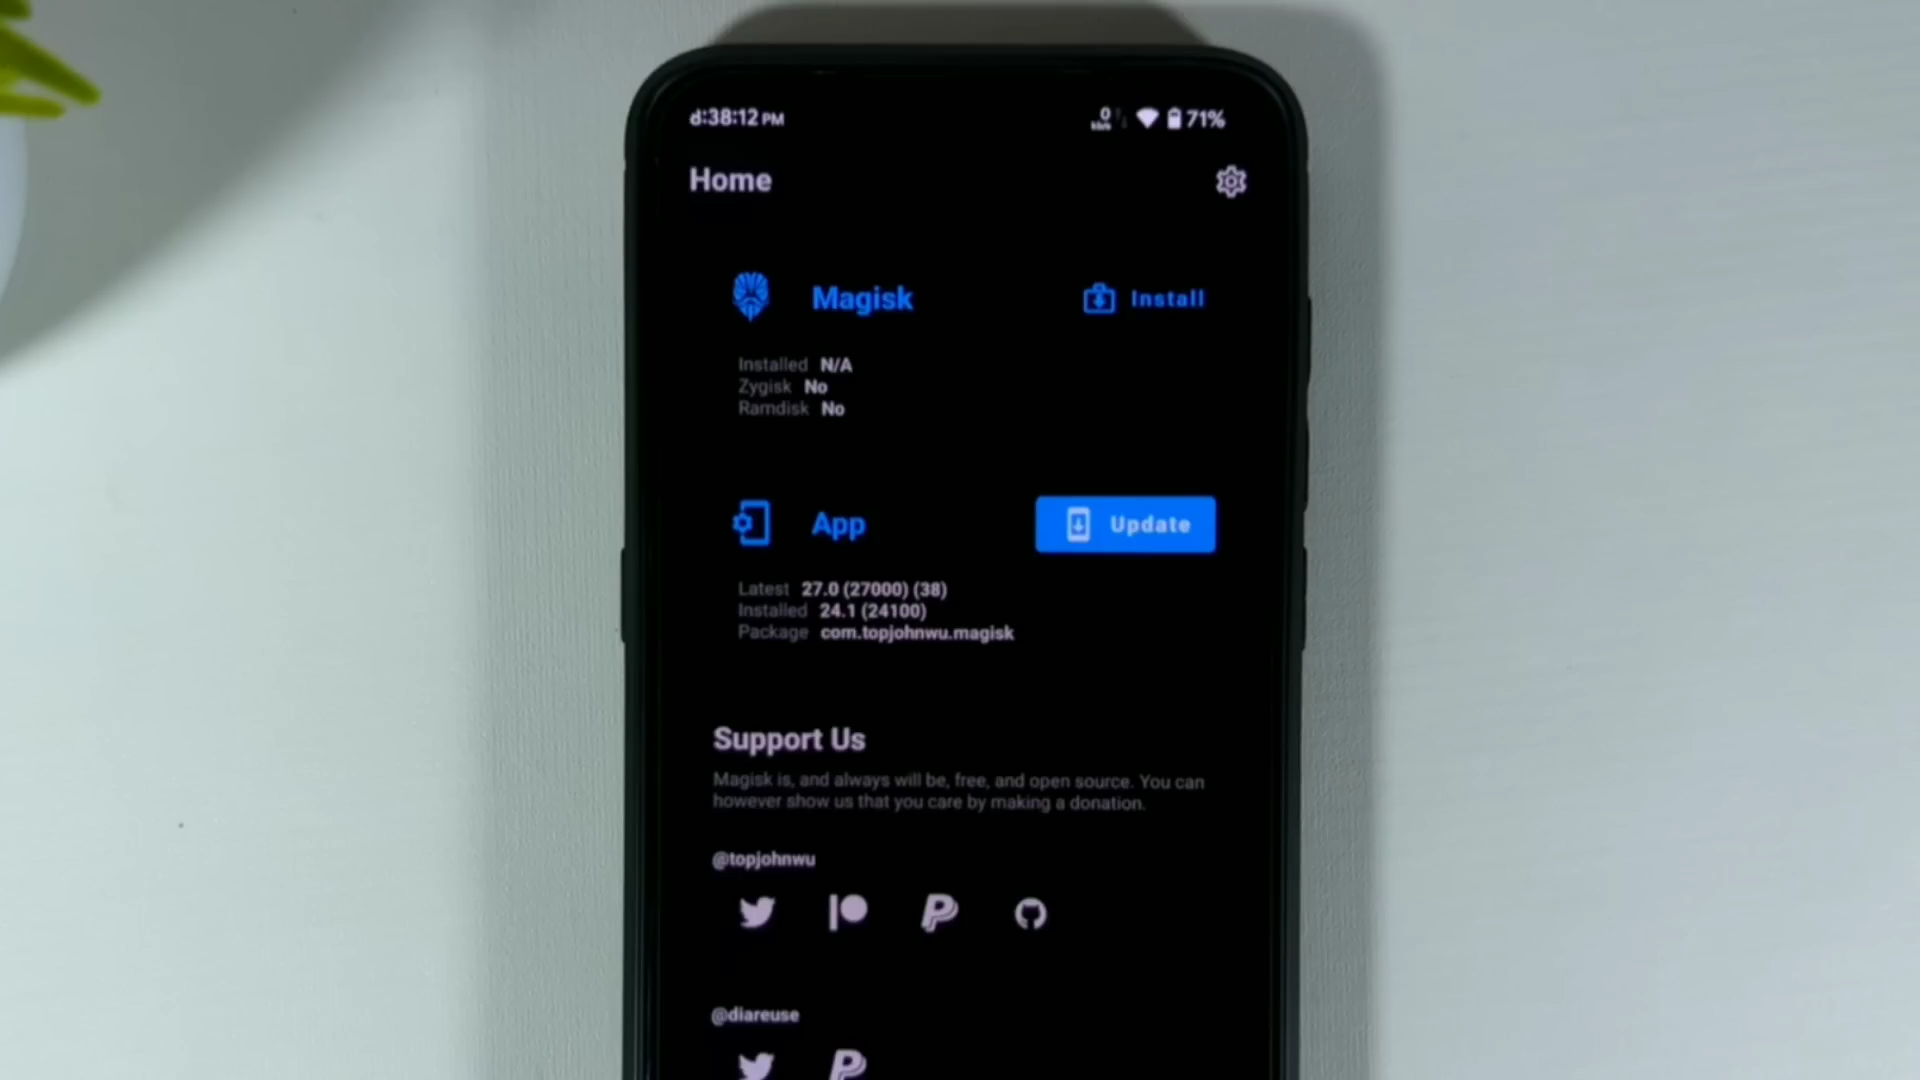 :38:12 PM
0
71%
Home
Magisk
Install
Installed N/A
Zygisk No
Ramdisk No
App
Update
Latest 27.0 (27000) (38)
Installed 24.1 (24100)
Package com.topjohnwu.magisk
Support Us
Magisk is, and always will be, free, and open source. You can
however show us that you care by making a donation.
@topjohnwu
@diareuse